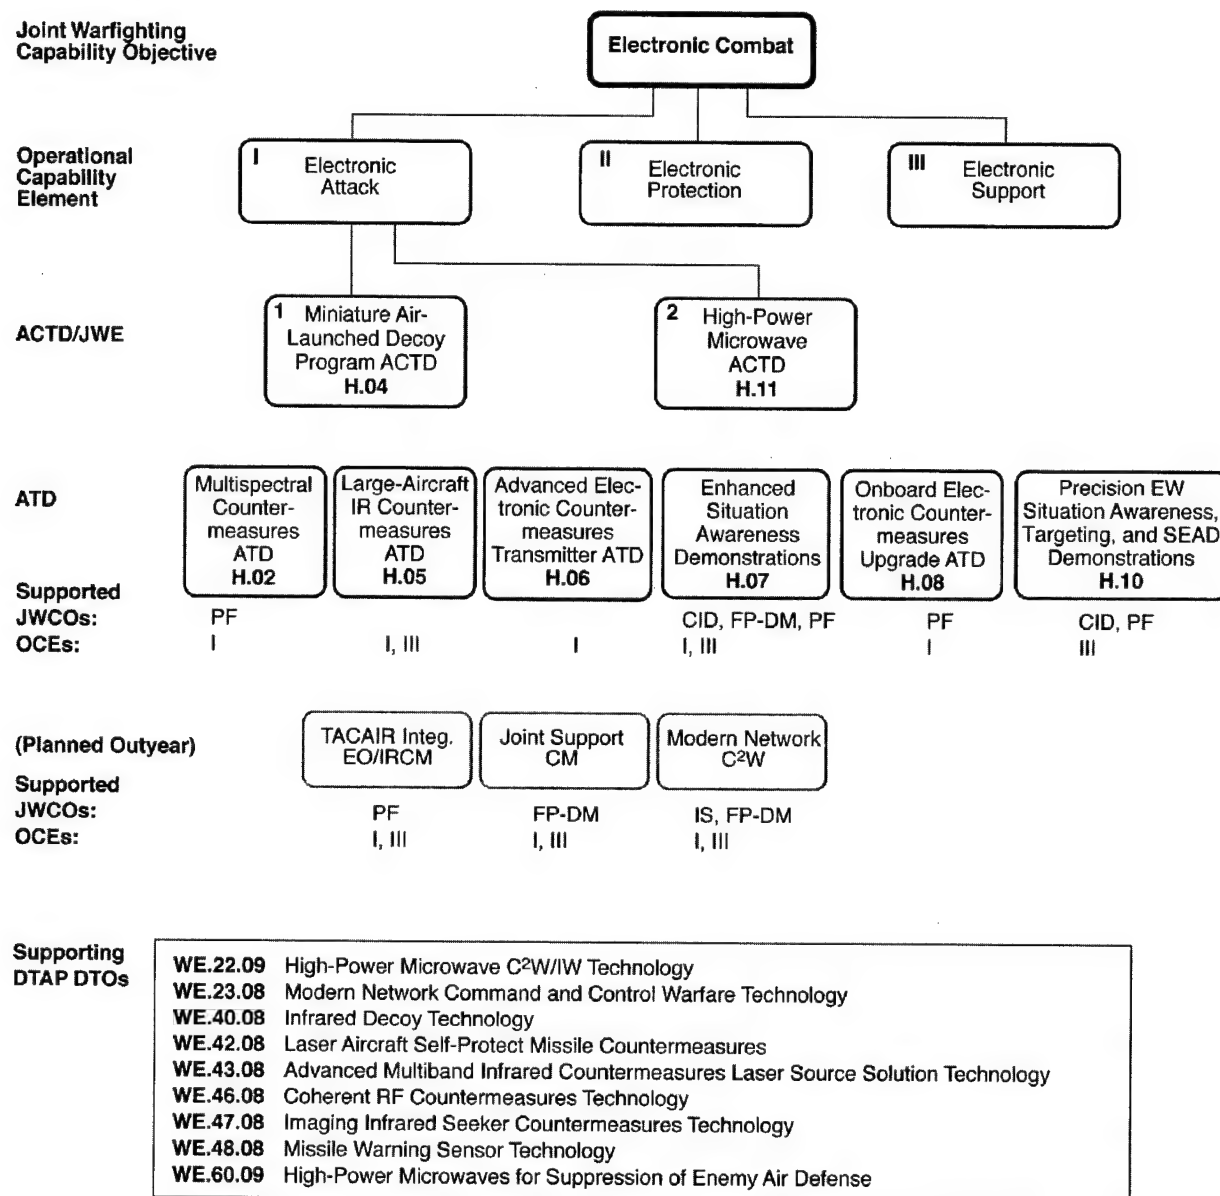 Joint Warfighting
Capability Objective
Electronic Combat
Operational
Capability
Element
I
Electronic
Attack
II
Electronic
Protection
III
Electronic
Support
ACTD/JWE
1 Miniature Air-
Launched Decoy
Program ACTD
H.04
2 High-Power
Microwave
ACTD
H.11
ATD
Multispectral
Counter-
measures
ATD
H.02
Large-Aircraft
IR Counter-
measures
ATD
H.05
Advanced Elec-
tronic Counter-
measures
Transmitter ATD
H.06
Enhanced
Situation
Awareness
Demonstrations
H.07
Onboard Elec-
tronic Counter-
measures
Upgrade ATD
H.08
Precision EW
Situation Awareness,
Targeting, and SEAD
Demonstrations
H.10
Supported
JWCOs: PF CID, FP-DM, PF PF CID, PF
OCEs: I I, III I I, III I III
(Planned Outyear)
TACAIR Integ.
EO/IRCM
Joint Support
CM
Modern Network
C²W
Supported
JWCOs: PF FP-DM IS, FP-DM
OCEs: I, III I, III I, III
Supporting
DTAP DTOs
WE.22.09 High-Power Microwave C²W/IW Technology
WE.23.08 Modern Network Command and Control Warfare Technology
WE.40.08 Infrared Decoy Technology
WE.42.08 Laser Aircraft Self-Protect Missile Countermeasures
WE.43.08 Advanced Multiband Infrared Countermeasures Laser Source Solution Technology
WE.46.08 Coherent RF Countermeasures Technology
WE.47.08 Imaging Infrared Seeker Countermeasures Technology
WE.48.08 Missile Warning Sensor Technology
WE.60.09 High-Power Microwaves for Suppression of Enemy Air Defense